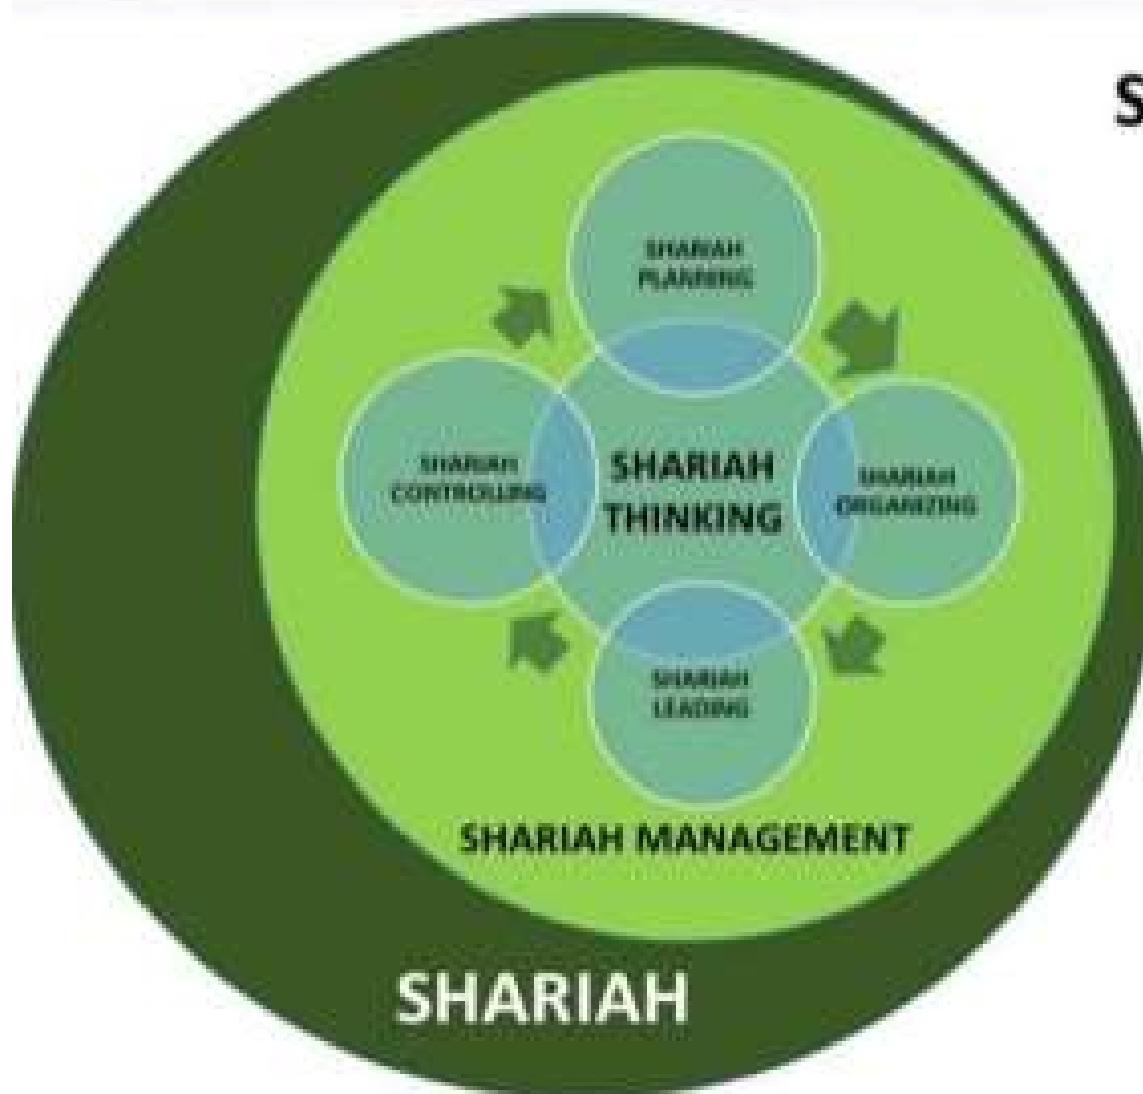 S
SHARIAH
PLANNING
SHARIAH
CONTROLLING
SHARIAH
THINKING
SHARIAH
ORGANIZING
SHARIAH
LEADING
SHARIAH MANAGEMENT
SHARIAH